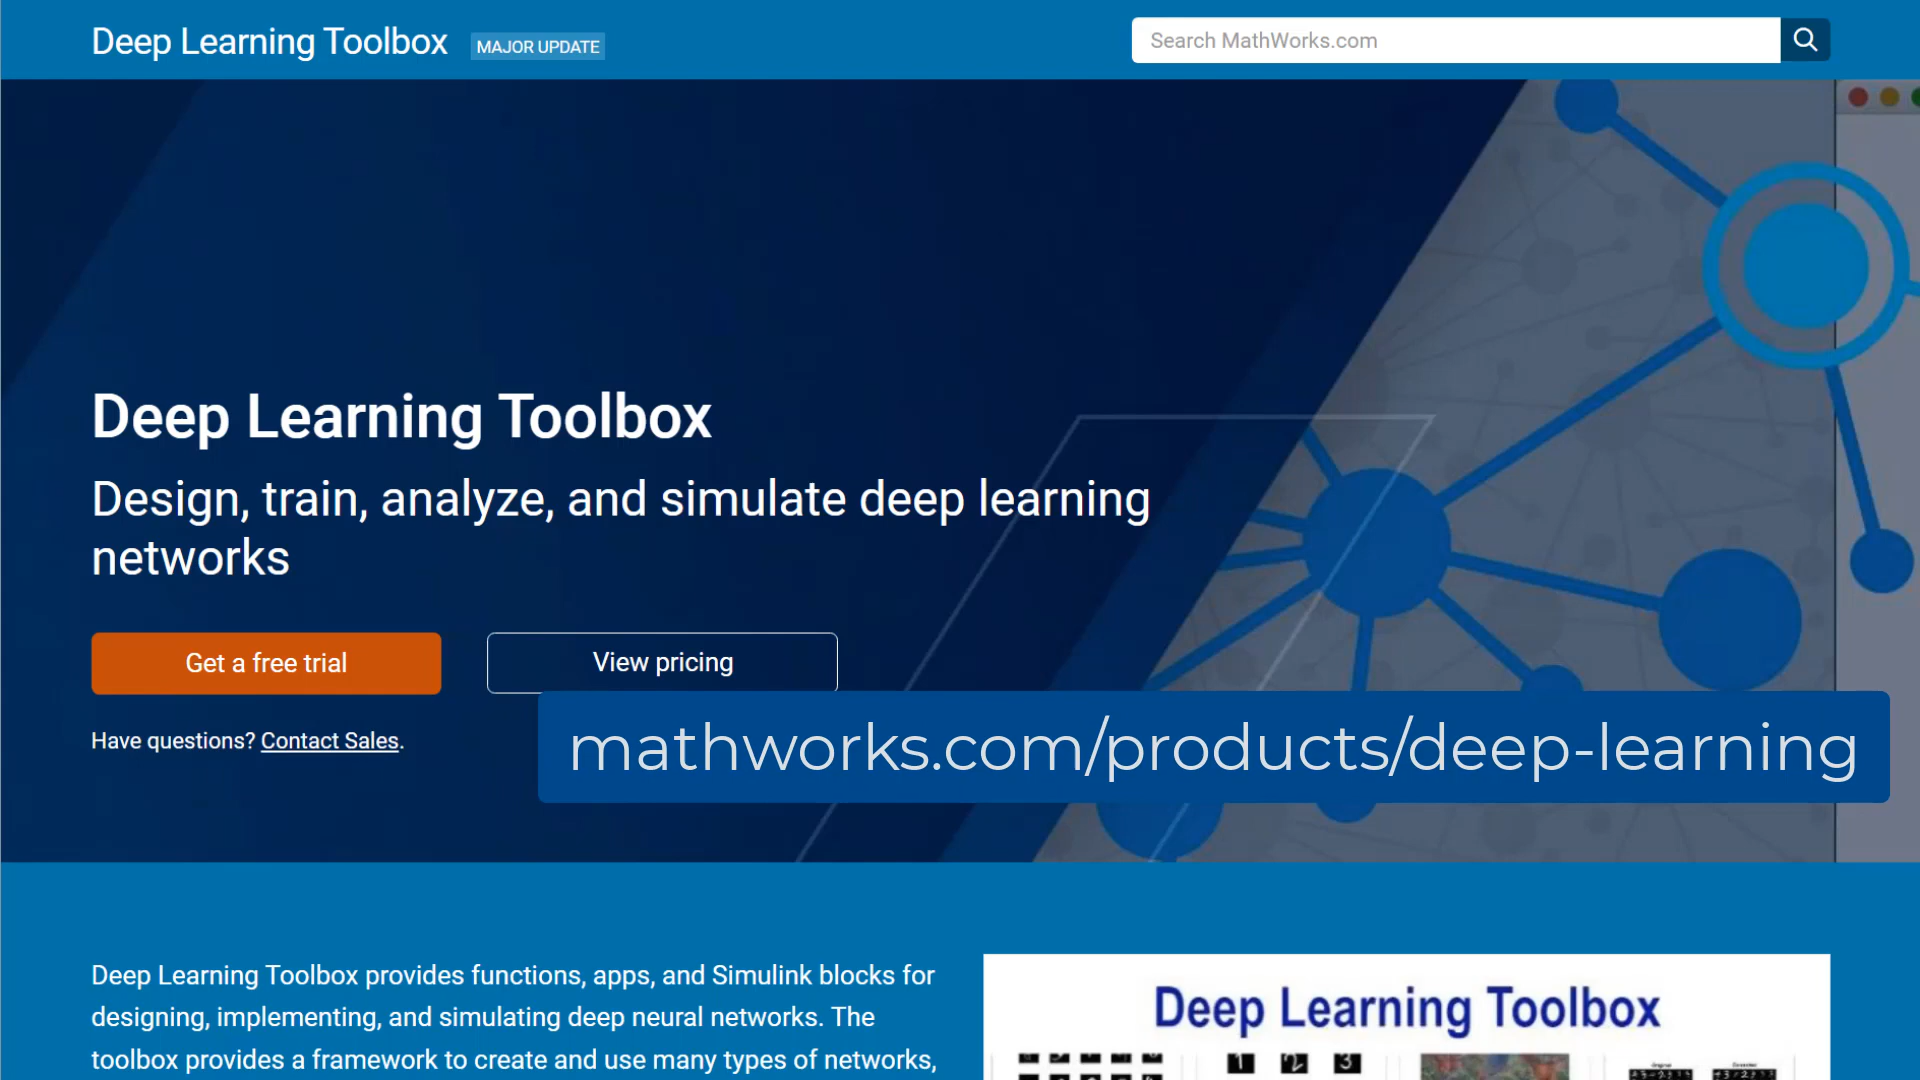 Deep Learning Toolbox MAJOR UPDATE
Search MathWorks.com
Deep Learning Toolbox
Design, train, analyze, and simulate deep learning
networks
Get a free trial
View pricing
Have questions? Contact Sales.
mathworks.com/products/deep-learning
Deep Learning Toolbox provides functions, apps, and Simulink blocks for
designing, implementing, and simulating deep neural networks. The
toolbox provides a framework to create and use many types of networks,
Deep Learning Toolbox
1 2 3